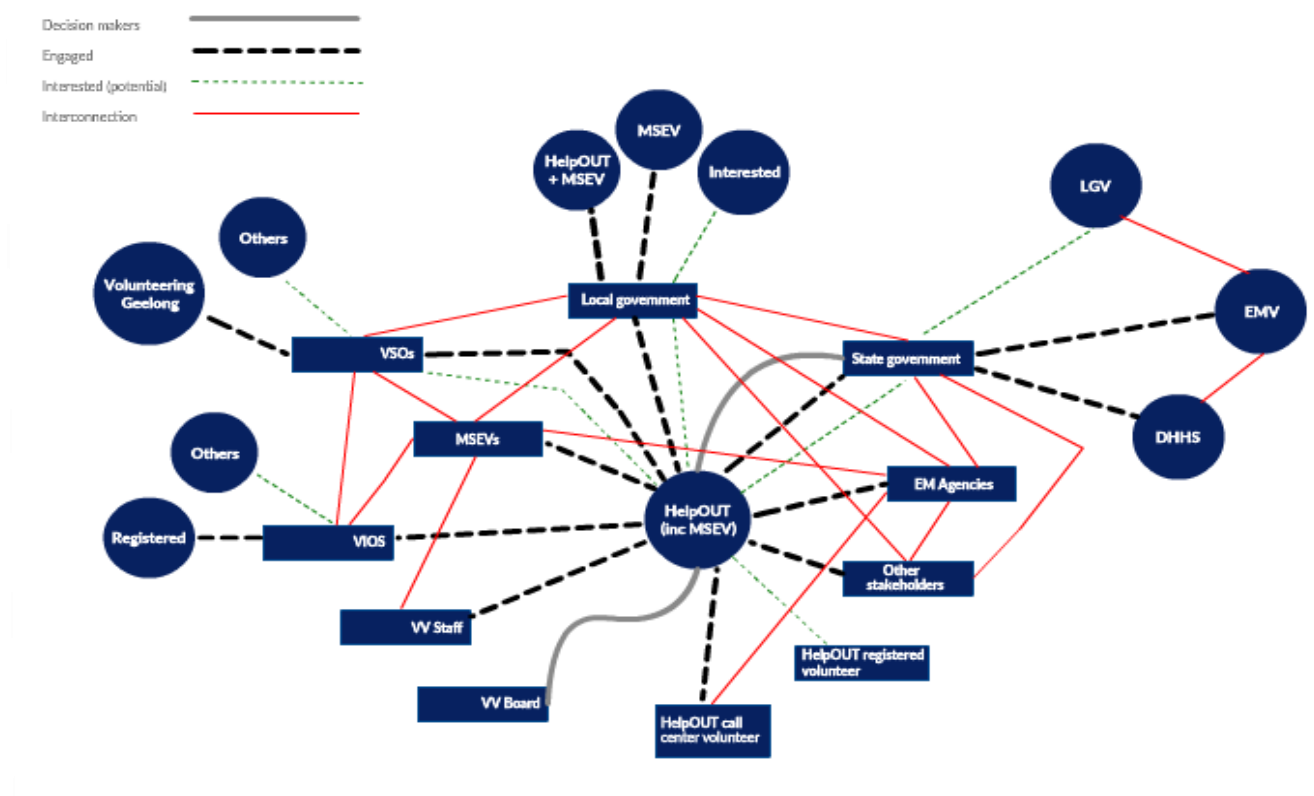 Decision makers
Engaged
Interested (potential)
Interconnection
MSEV
HelpOUT
+ MSEV
Interested
LGV
Others
Volunteering
Geelong
Local government
EMV
VSOs
State government
MSEVs
DHHS
Others
EM Agencies
HelpOUT
(inc MSEV)
Registered
VIOS
Other
stakeholders
VV Staff
HelpOUT registered
volunteer
VV Board
HelpOUT call
center volunteer